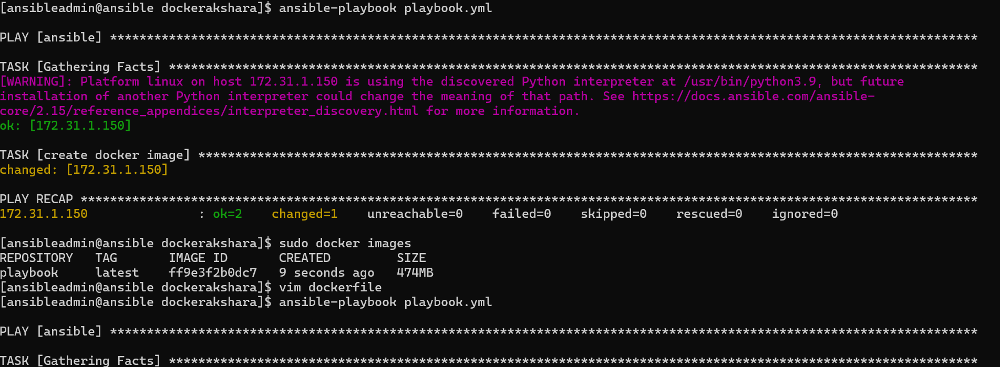 [ansibleadmin@ansible dockerakshara]$ ansible-playbook playbook.yml
PLAY [ansible] **********************************************************************************************************************
TASK [Gathering Facts] **************************************************************************************************************
[WARNING]: Platform linux on host 172.31.1.150 is using the discovered Python interpreter at /usr/bin/python3.9, but future
installation of another Python interpreter could change the meaning of that path. See https://docs.ansible.com/ansible-
core/2.15/reference_appendices/interpreter_discovery.html for more information.
ok: [172.31.1.150]
TASK [create docker image] **********************************************************************************************************
changed: [172.31.1.150]
PLAY RECAP **************************************************************************************************************************
172.31.1.150               : ok=2    changed=1    unreachable=0    failed=0    skipped=0    rescued=0    ignored=0
[ansibleadmin@ansible dockerakshara]$ sudo docker images
REPOSITORY   TAG       IMAGE ID       CREATED         SIZE
playbook     latest    ff9e3f2b0dc7   9 seconds ago   474MB
[ansibleadmin@ansible dockerakshara]$ vim dockerfile
[ansibleadmin@ansible dockerakshara]$ ansible-playbook playbook.yml
PLAY [ansible] **********************************************************************************************************************
TASK [Gathering Facts] **************************************************************************************************************